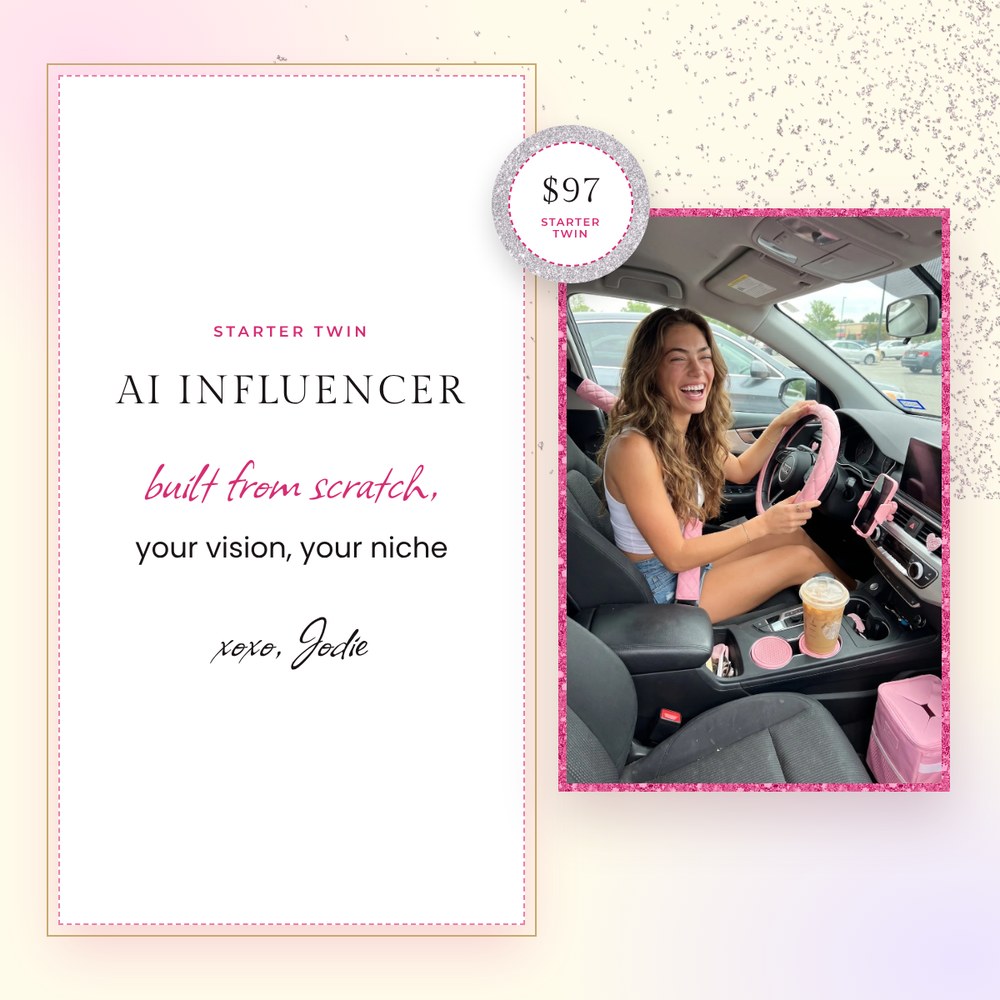 $97
STARTER
TWIN
STARTER TWIN
AI INFLUENCER
built from scratch,
your vision, your niche
xoxo, Jodie